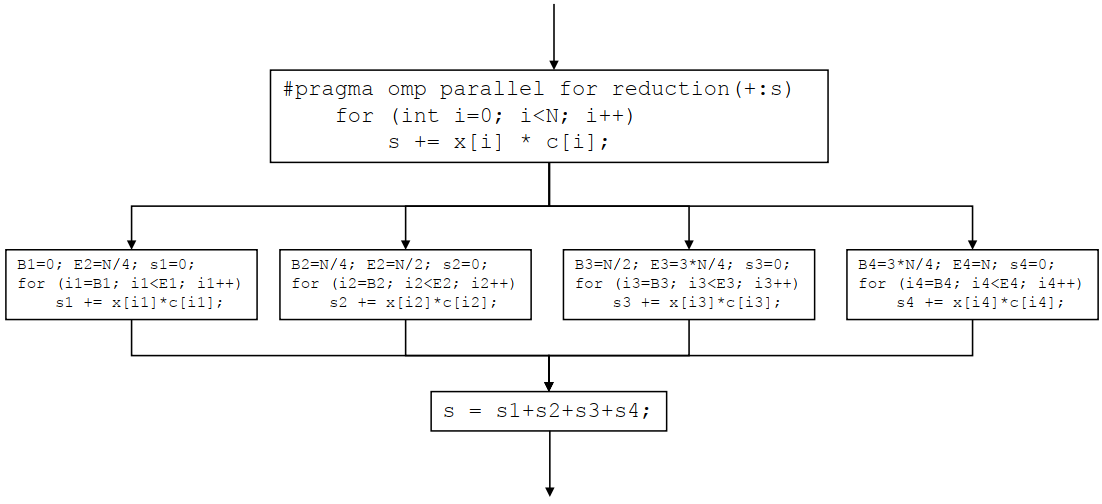 #pragma omp parallel for reduction(+:s)
for (int i=0; i<N; i++)
s += x[i] * c[i];
B1=0; E2=N/4; s1=0;
for (i1=B1; i1<E1; i1++)
s1 += x[i1]*c[i1];
B2=N/4; E2=N/2; s2=0;
for (i2=B2; i2<E2; i2++)
s2 += x[i2]*c[i2];
B3=N/2; E3=3*N/4; s3=0;
for (i3=B3; i3<E3; i3++)
s3 += x[i3]*c[i3];
B4=3*N/4; E4=N; s4=0;
for (i4=B4; i4<E4; i4++)
s4 += x[i4]*c[i4];
s = s1+s2+s3+s4;